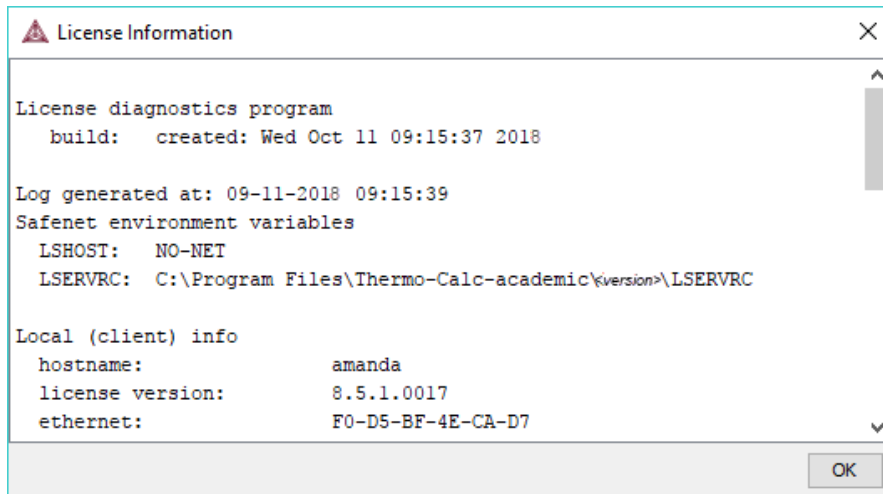 License Information
License diagnostics program
build: created: Wed Oct 11 09:15:37 2018
Log generated at: 09-11-2018 09:15:39
Safenet environment variables
LSHOST: NO-NET
LSERVRC: C:\Program Files\Thermo-Calc-academic\<version>\LSERVRC
Local (client) info
hostname: amanda
license version: 8.5.1.0017
ethernet: F0-D5-BF-4E-CA-D7
OK